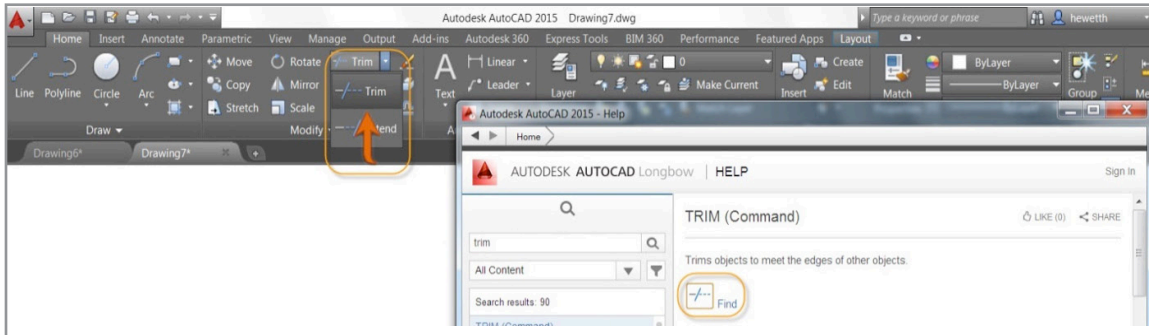 Autodesk AutoCAD 2015 Drawing7.dwg
Type a keyword or phrase
hewetth
Home Insert Annotate Parametric View Manage Output Add-ins Autodesk 360 Express Tools BIM 360 Performance Featured Apps Layout
Move Rotate Trim Linear 0 Create ByLayer
Line Polyline Circle Arc Copy Mirror Trim Text Leader Layer Make Current Insert Edit Match ByLayer Group
Stretch Scale
Draw Modify
Drawing6* Drawing7*
Autodesk AutoCAD 2015 - Help
Home
AUTODESK AUTOCAD Longbow | HELP
Sign In
TRIM (Command)
LIKE (0) SHARE
trim
Trims objects to meet the edges of other objects.
All Content
Find
Search results: 90
TRIM (Command)